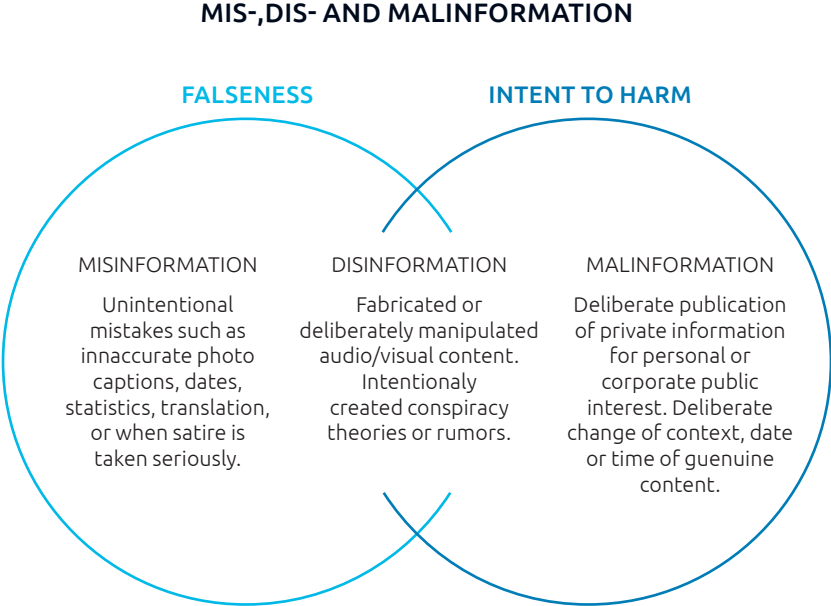 MIS-,DIS- AND MALINFORMATION
FALSENESS
INTENT TO HARM
MISINFORMATION
Unintentional
mistakes such as
innaccurate photo
captions, dates,
statistics, translation,
or when satire is
taken seriously.
DISINFORMATION
Fabricated or
deliberately manipulated
audio/visual content.
Intentionaly
created conspiracy
theories or rumors.
MALINFORMATION
Deliberate publication
of private information
for personal or
corporate public
interest. Deliberate
change of context, date
or time of guenuine
content.